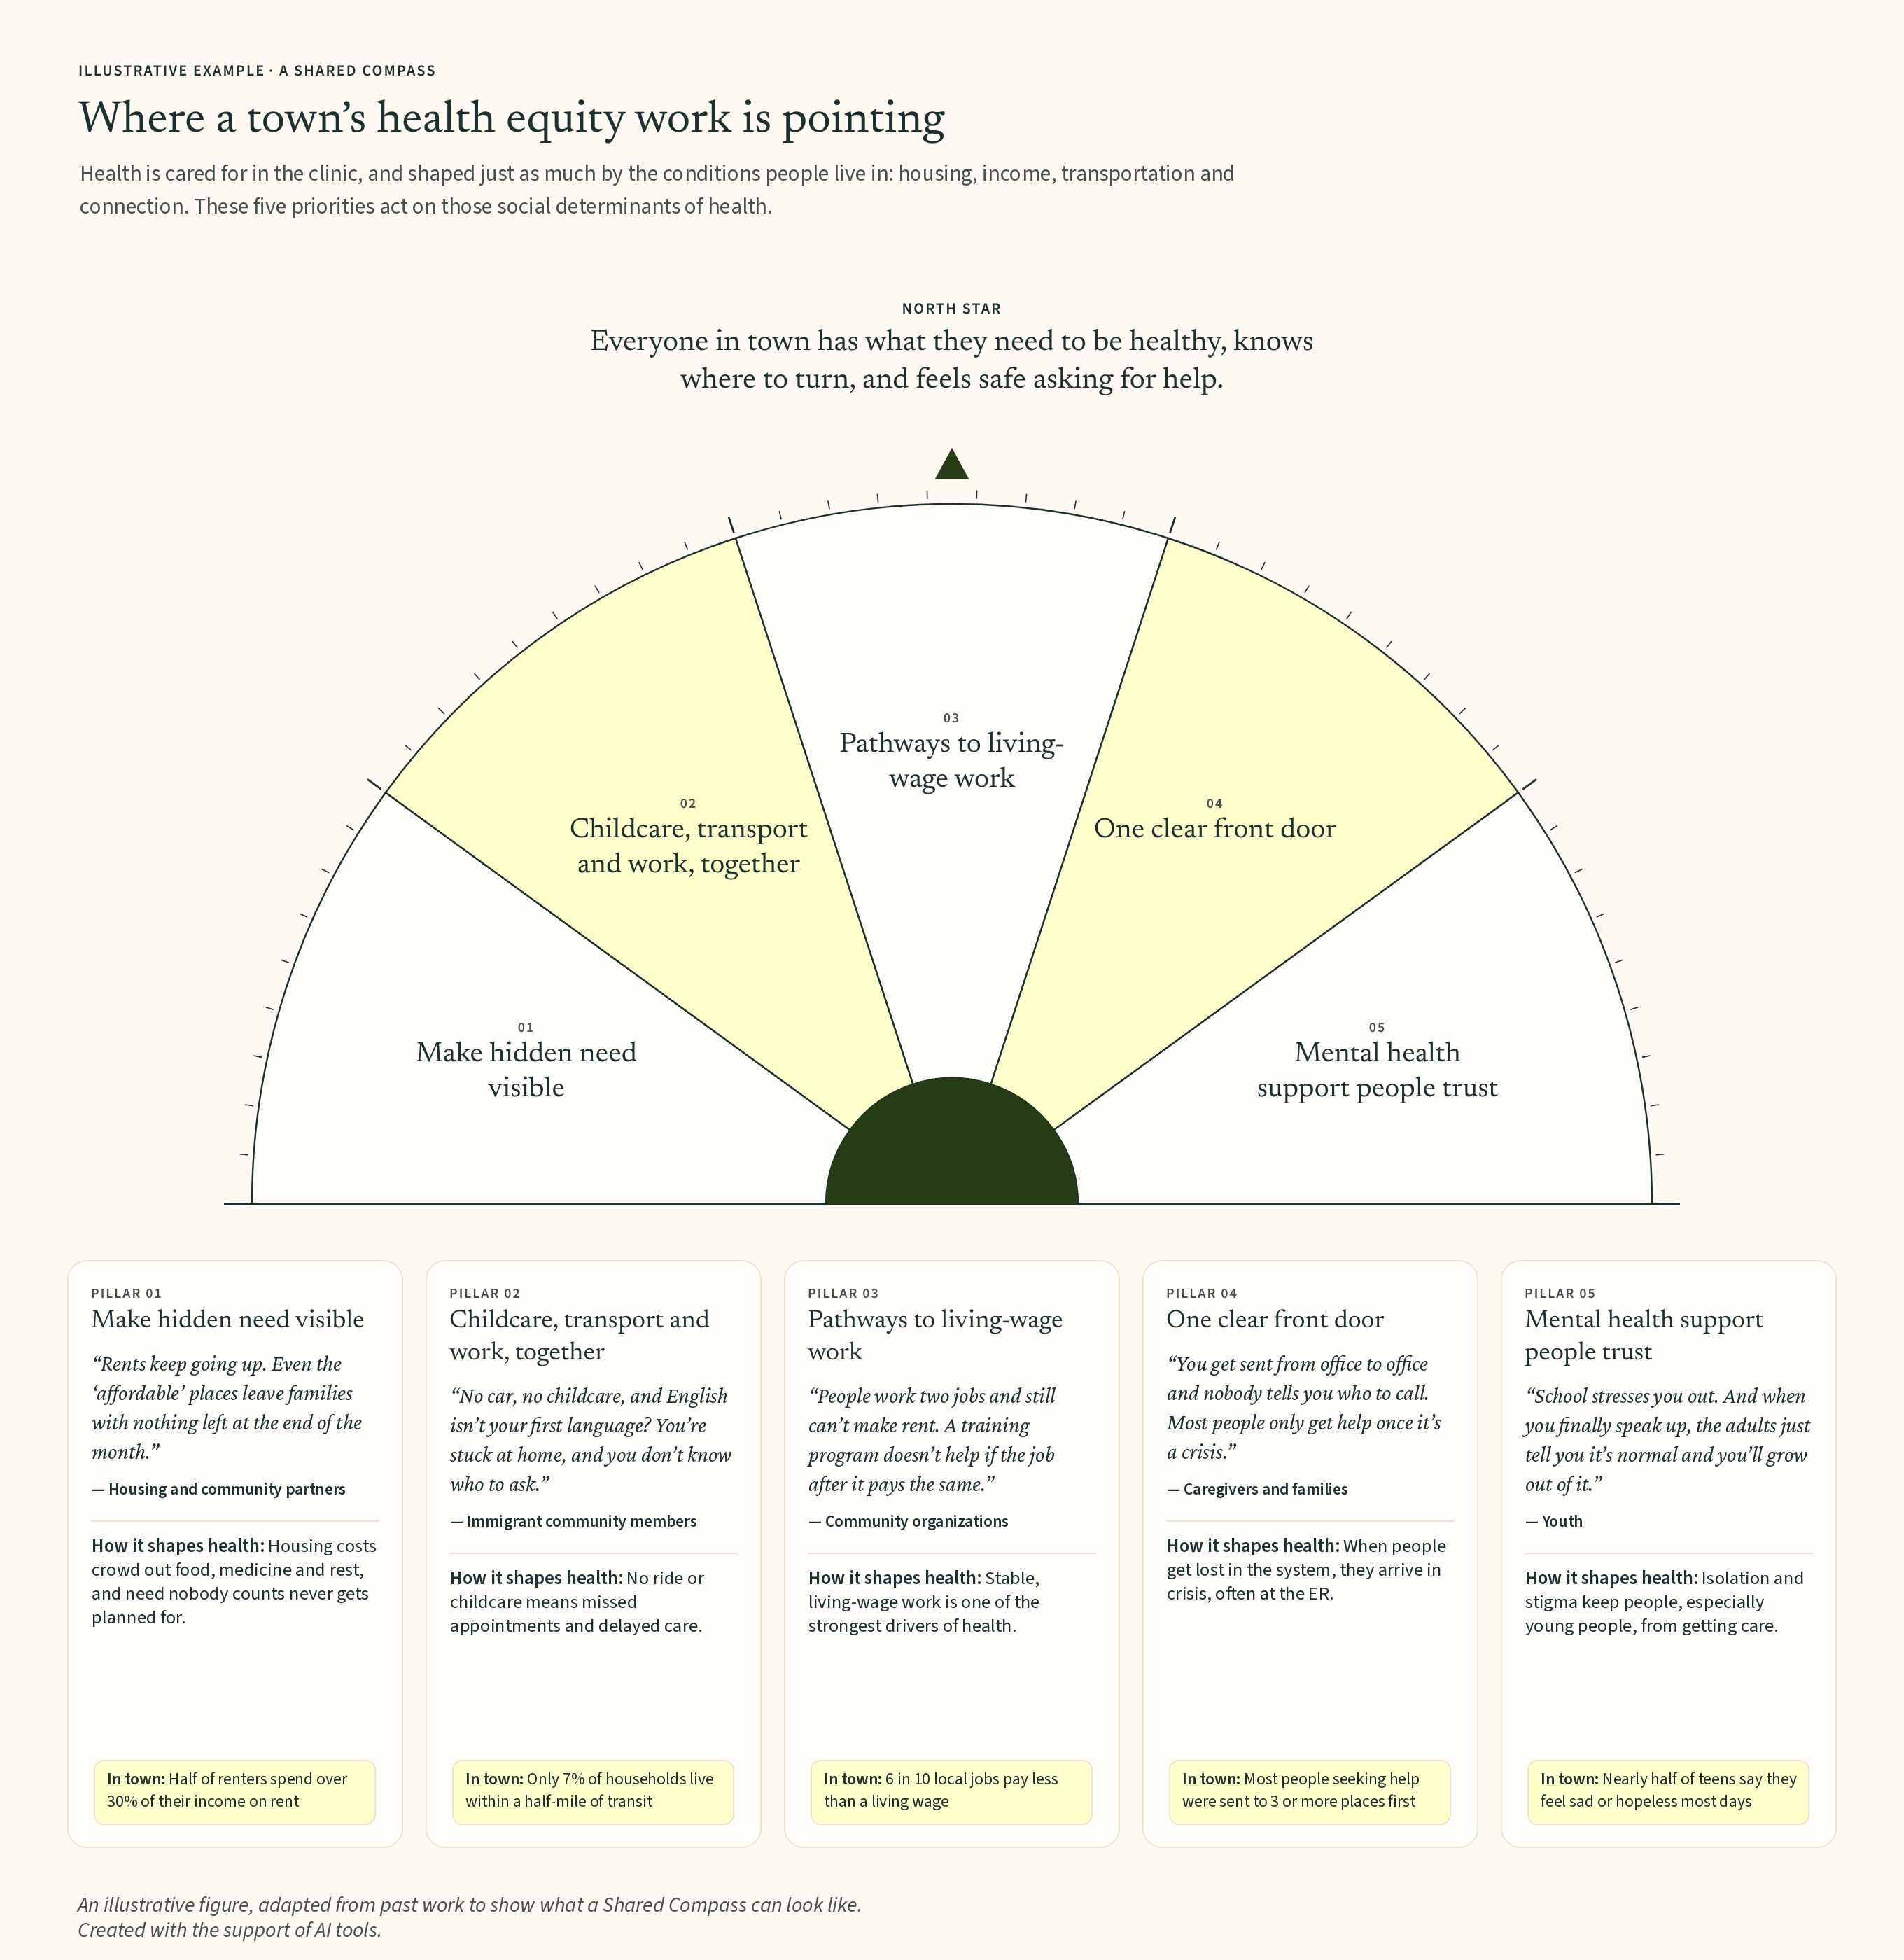 ILLUSTRATIVE EXAMPLE · A SHARED COMPASS
Where a town’s health equity work is pointing
Health is cared for in the clinic, and shaped just as much by the conditions people live in: housing, income, transportation and
connection. These five priorities act on those social determinants of health.
NORTH STAR
Everyone in town has what they need to be healthy, knows
where to turn, and feels safe asking for help.
01
Make hidden need
visible
02
Childcare, transport
and work, together
03
Pathways to living-
wage work
04
One clear front door
05
Mental health
support people trust
PILLAR 01
Make hidden need visible
“Rents keep going up. Even the
‘affordable’ places leave families
with nothing left at the end of the
month.”
— Housing and community partners
How it shapes health: Housing costs
crowd out food, medicine and rest,
and need nobody counts never gets
planned for.
In town: Half of renters spend over
30% of their income on rent
PILLAR 02
Childcare, transport and
work, together
“No car, no childcare, and English
isn’t your first language? You’re
stuck at home, and you don’t know
who to ask.”
— Immigrant community members
How it shapes health: No ride or
childcare means missed
appointments and delayed care.
In town: Only 7% of households live
within a half-mile of transit
PILLAR 03
Pathways to living-wage
work
“People work two jobs and still
can’t make rent. A training
program doesn’t help if the job
after it pays the same.”
— Community organizations
How it shapes health: Stable,
living-wage work is one of the
strongest drivers of health.
In town: 6 in 10 local jobs pay less
than a living wage
PILLAR 04
One clear front door
“You get sent from office to office
and nobody tells you who to call.
Most people only get help once it’s
a crisis.”
— Caregivers and families
How it shapes health: When people
get lost in the system, they arrive in
crisis, often at the ER.
In town: Most people seeking help
were sent to 3 or more places first
PILLAR 05
Mental health support
people trust
“School stresses you out. And when
you finally speak up, the adults just
tell you it’s normal and you’ll grow
out of it.”
— Youth
How it shapes health: Isolation and
stigma keep people, especially
young people, from getting care.
In town: Nearly half of teens say they
feel sad or hopeless most days
An illustrative figure, adapted from past work to show what a Shared Compass can look like.
Created with the support of AI tools.